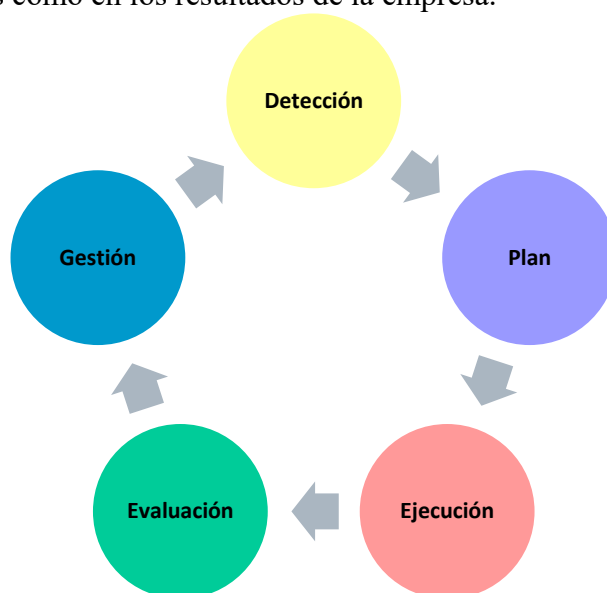 s como en los resultados de la empresa.
Detección
Gestión
Plan
Evaluación
Ejecución